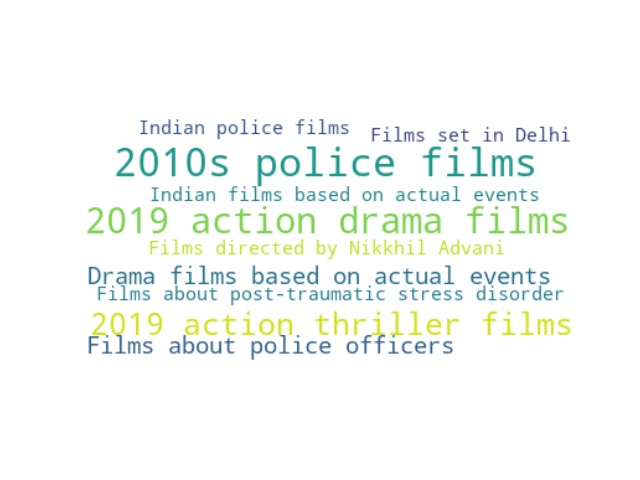 Indian police films
Films set in Delhi
2010s police films
Indian films based on actual events
2019 action drama films
Films directed by Nikkhil Advani
Drama films based on actual events
Films about post-traumatic stress disorder
2019 action thriller films
Films about police officers